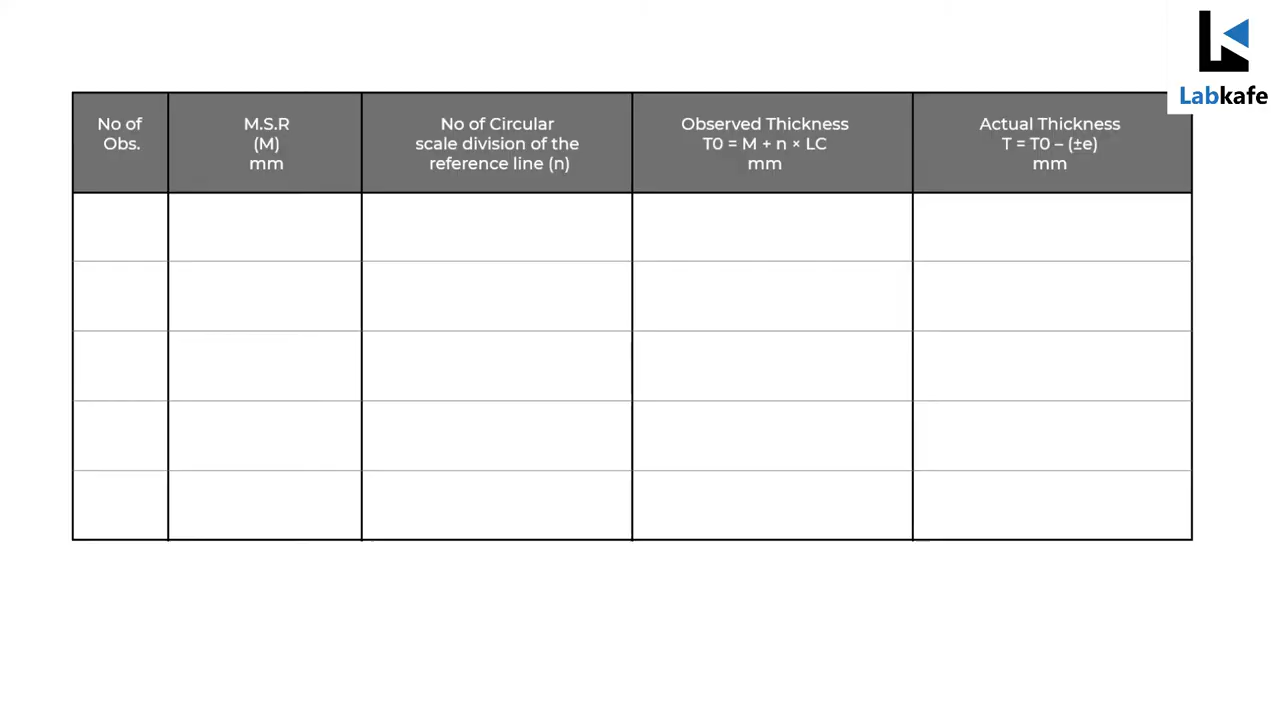 Labkafe
No of
Obs.
M.S.R
(M)
mm
No of Circular
scale division of the
reference line (n)
Observed Thickness
T0 = M + n × LC
mm
Actual Thickness
T = T0 – (±e)
mm